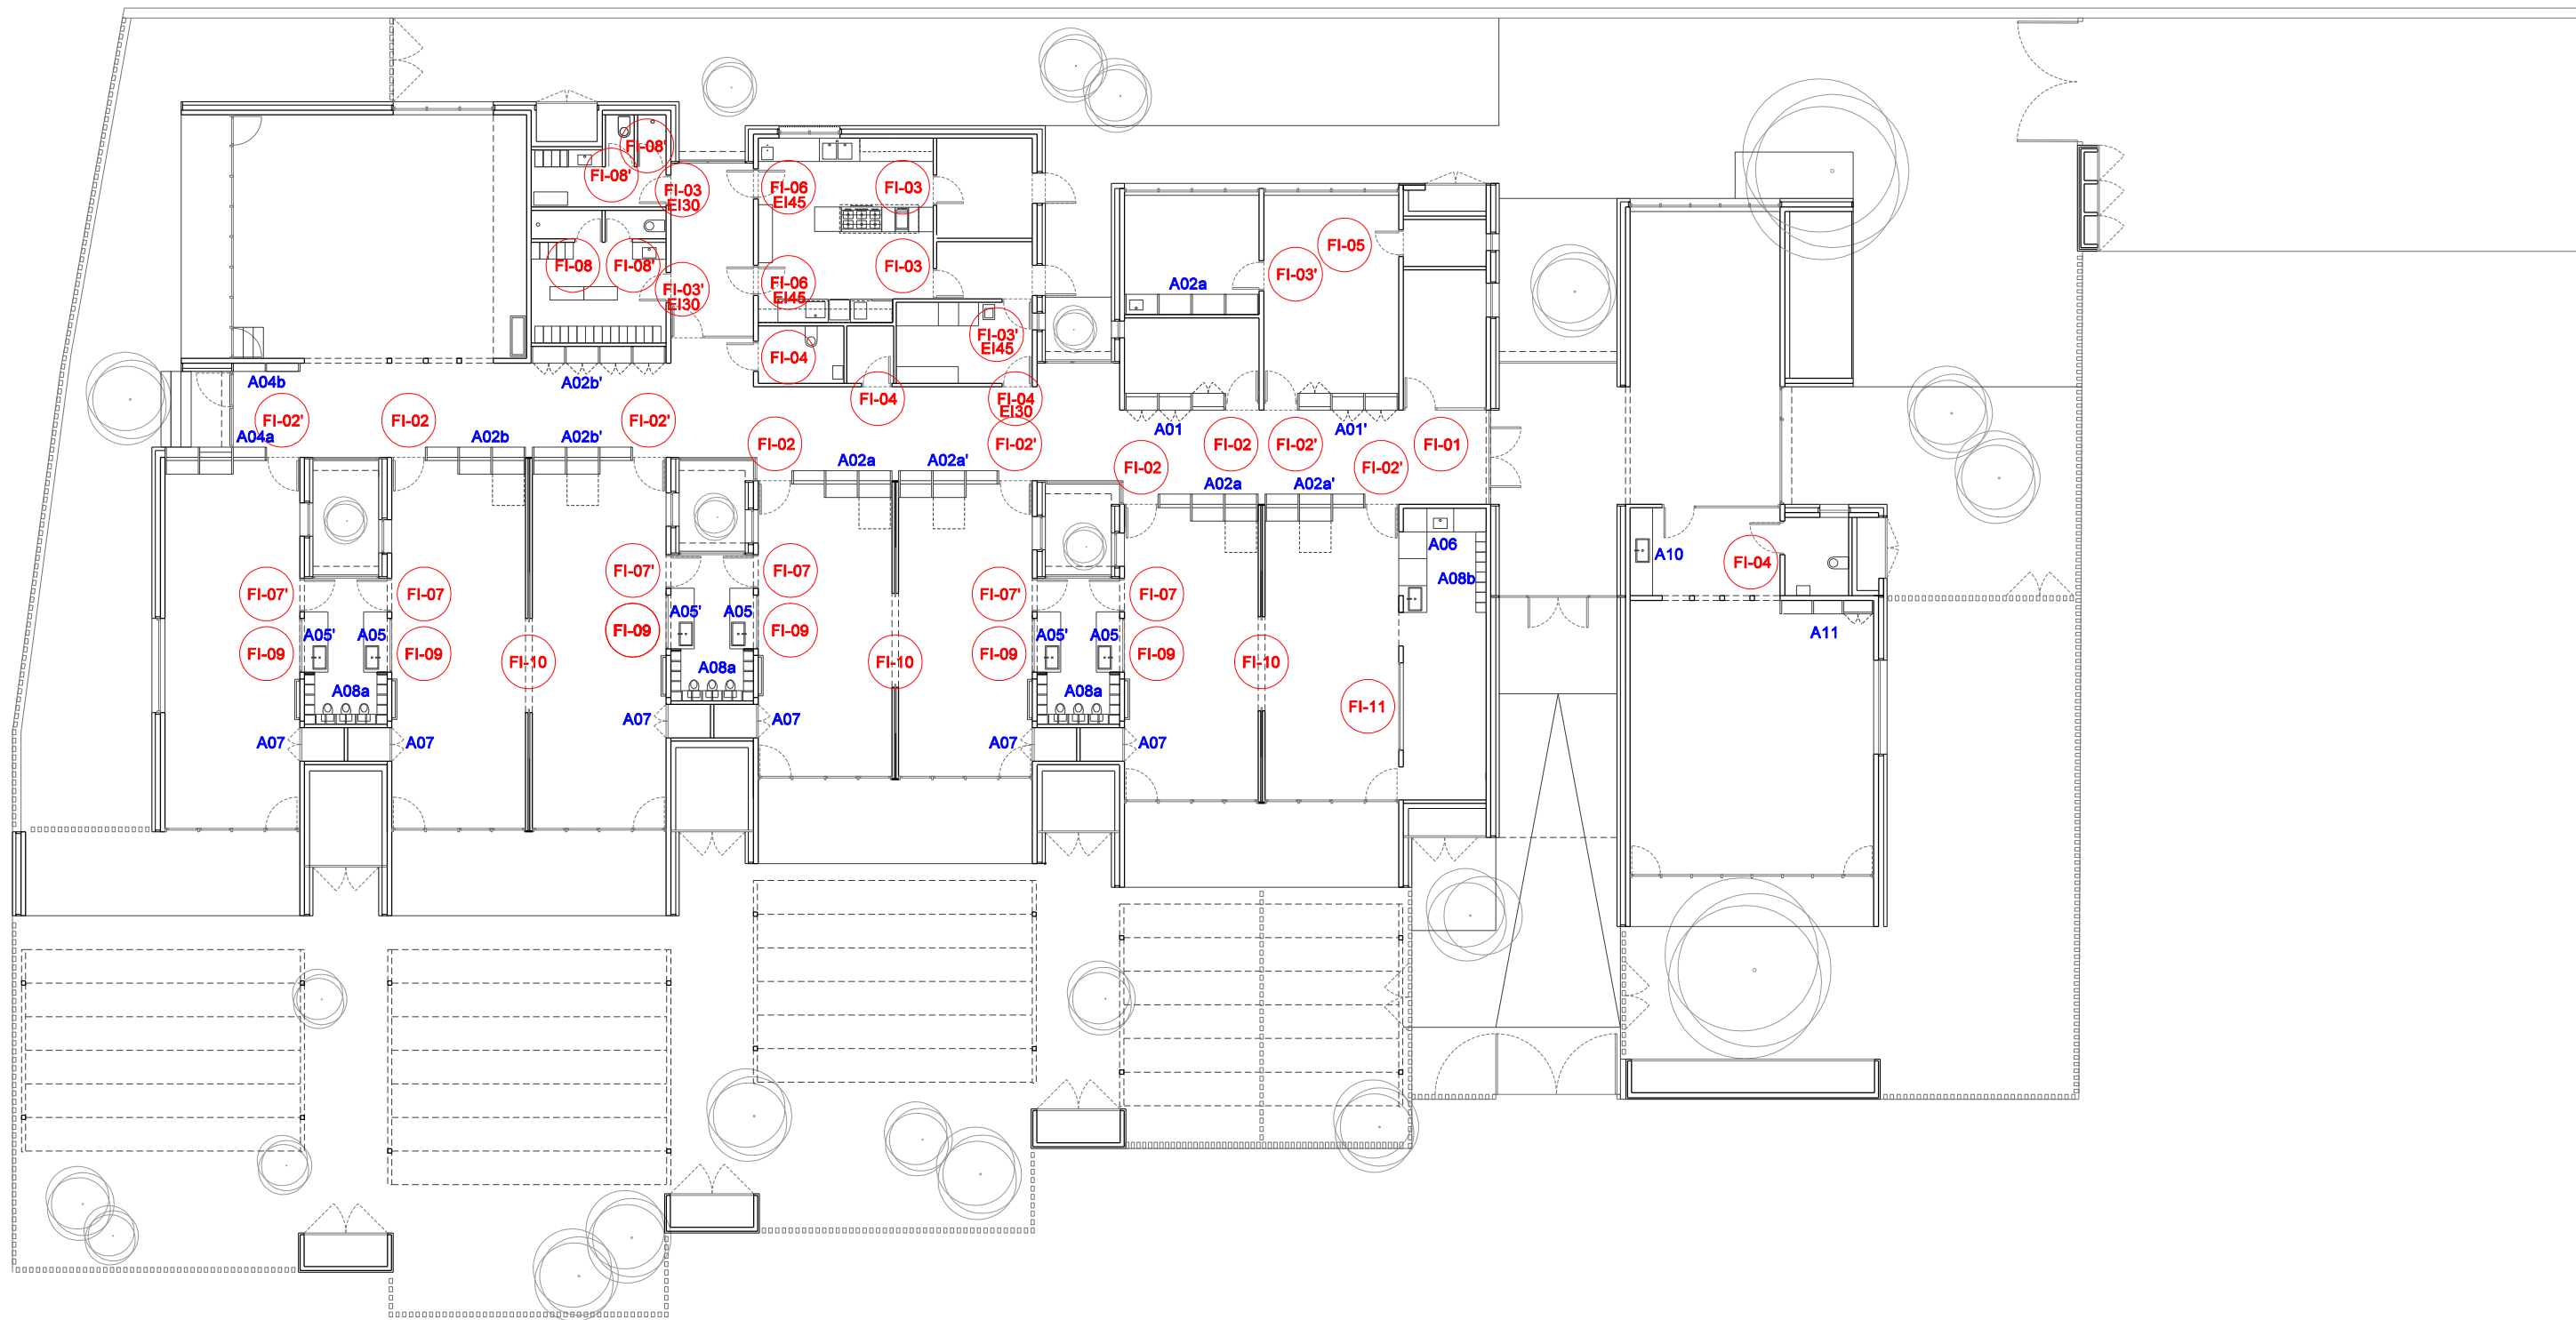 FI-08'
FI-08'
FI-03
EI30
FI-06
EI45
FI-03
FI-05
FI-08
FI-08'
FI-03'
EI30
FI-06
EI45
FI-03
FI-03'
A02a
FI-03'
EI45
FI-04
A04b
A02b'
FI-04
FI-04
EI30
FI-02'
FI-02
FI-02'
A01
A01'
A04a
A02b
A02b'
FI-02
FI-02'
FI-02
FI-02'
FI-01
A02a
A02a'
FI-02
FI-02'
A02a
A02a'
A06
A10
FI-04
FI-07'
FI-07
FI-07'
FI-07
FI-07'
FI-07
A08b
A05'
A05
A05'
A05
A05'
A05
FI-09
FI-09
FI-09
FI-09
FI-09
FI-09
A11
FI-10
FI-10
FI-10
A08a
A08a
A08a
FI-11
A07
A07
A07
A07
A07
A07